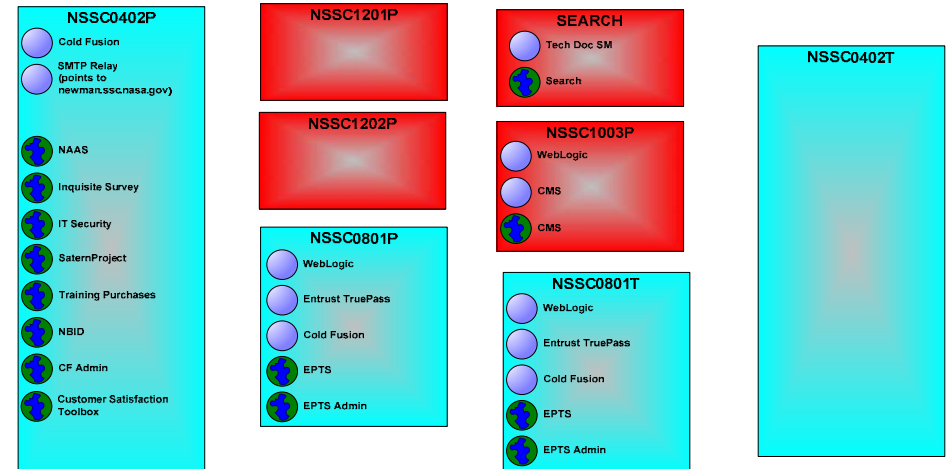 NSSC0402P
Cold Fusion
SMTP Relay
(points to
newman.ssc.nasa.gov)
NAAS
Inquisite Survey
IT Security
SaternProject
Training Purchases
NBID
CF Admin
Customer Satisfaction
Toolbox
NSSC1201P
NSSC1202P
NSSC0801P
WebLogic
Entrust TruePass
Cold Fusion
EPTS
EPTS Admin
SEARCH
Tech Doc SM
Search
NSSC1003P
WebLogic
CMS
CMS
NSSC0801T
WebLogic
Entrust TruePass
Cold Fusion
EPTS
EPTS Admin
NSSC0402T